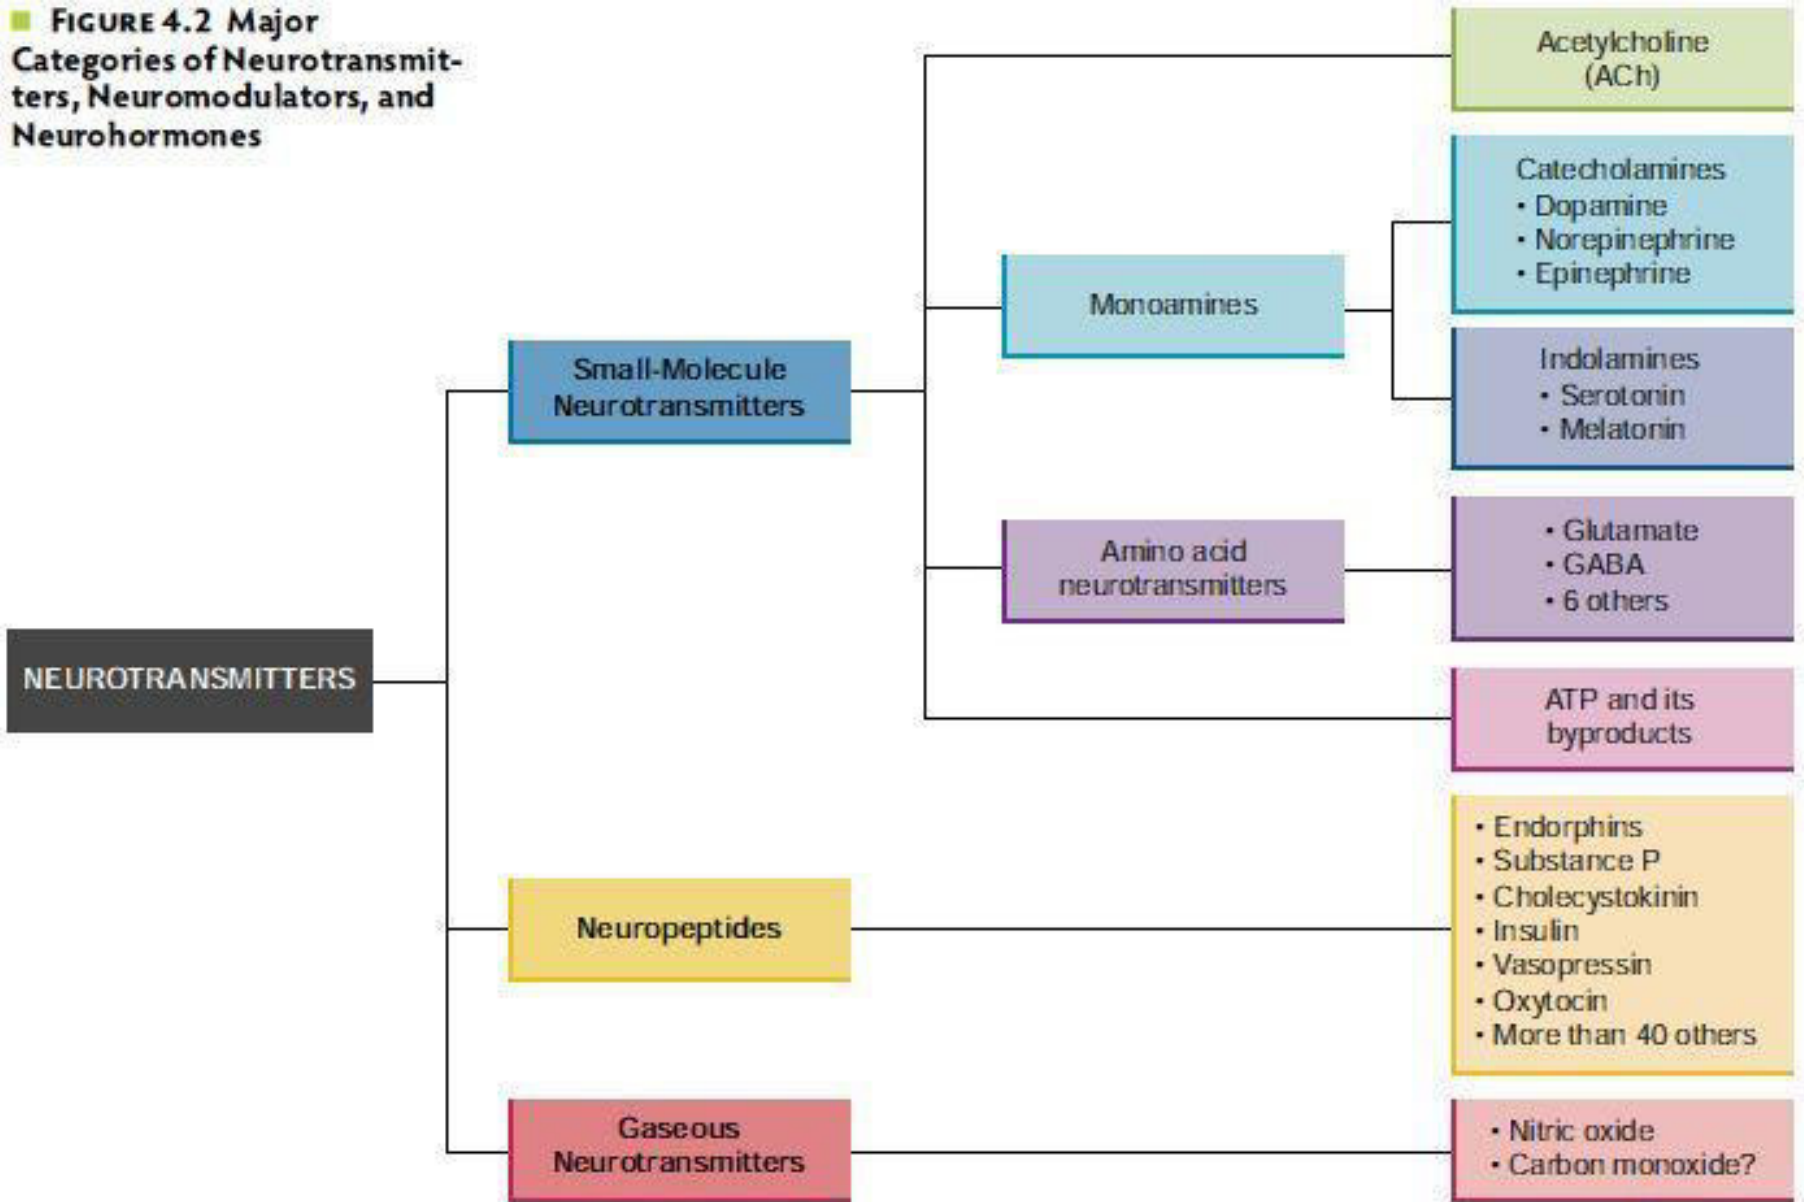 FIGURE 4.2 Major
Categories of Neurotransmit-
ters, Neuromodulators, and
Neurohormones
NEUROTRANSMITTERS
Small-Molecule
Neurotransmitters
Acetylcholine
(ACh)
Monoamines
Catecholamines
• Dopamine
• Norepinephrine
• Epinephrine
Indolamines
• Serotonin
• Melatonin
Amino acid
neurotransmitters
• Glutamate
• GABA
• 6 others
ATP and its
byproducts
Neuropeptides
• Endorphins
• Substance P
• Cholecystokinin
• Insulin
• Vasopressin
• Oxytocin
• More than 40 others
Gaseous
Neurotransmitters
• Nitric oxide
• Carbon monoxide?